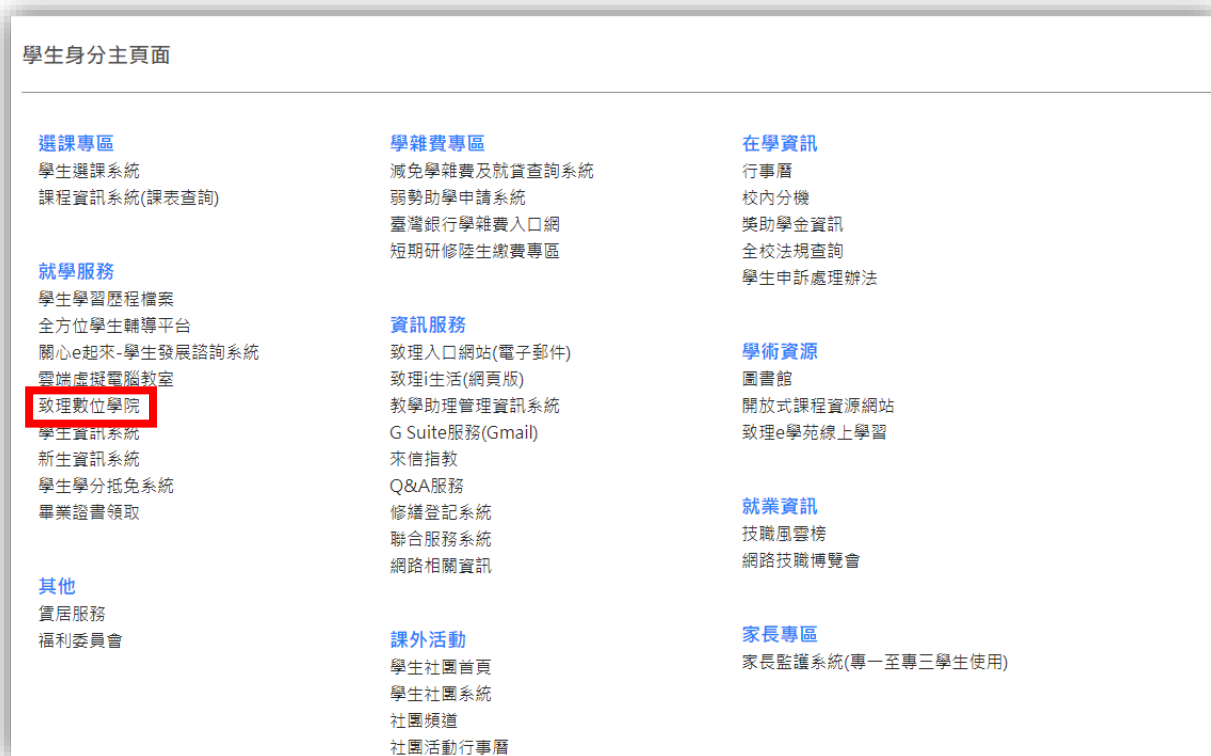 學生身分主頁面
選課專區
學生選課系統
課程資訊系統(課表查詢)
就學服務
學生學習歷程檔案
全方位學生輔導平台
關心e起來-學生發展諮詢系統
雲端虛擬電腦教室
致理數位學院
學生資訊系統
新生資訊系統
學生學分抵免系統
畢業證書領取
其他
賃居服務
福利委員會
學雜費專區
減免學雜費及就貸查詢系統
弱勢助學申請系統
臺灣銀行學雜費入口網
短期研修陸生繳費專區
資訊服務
致理入口網站(電子郵件)
致理i生活(網頁版)
教學助理管理資訊系統
G Suite服務(Gmail)
來信指教
Q&A服務
修繕登記系統
聯合服務系統
網路相關資訊
課外活動
學生社團首頁
學生社團系統
社團頻道
社團活動行事曆
在學資訊
行事曆
校內分機
獎助學金資訊
全校法規查詢
學生申訴處理辦法
學術資源
圖書館
開放式課程資源網站
致理e學苑線上學習
就業資訊
技職風雲榜
網路技職博覽會
家長專區
家長監護系統(專一至專三學生使用)